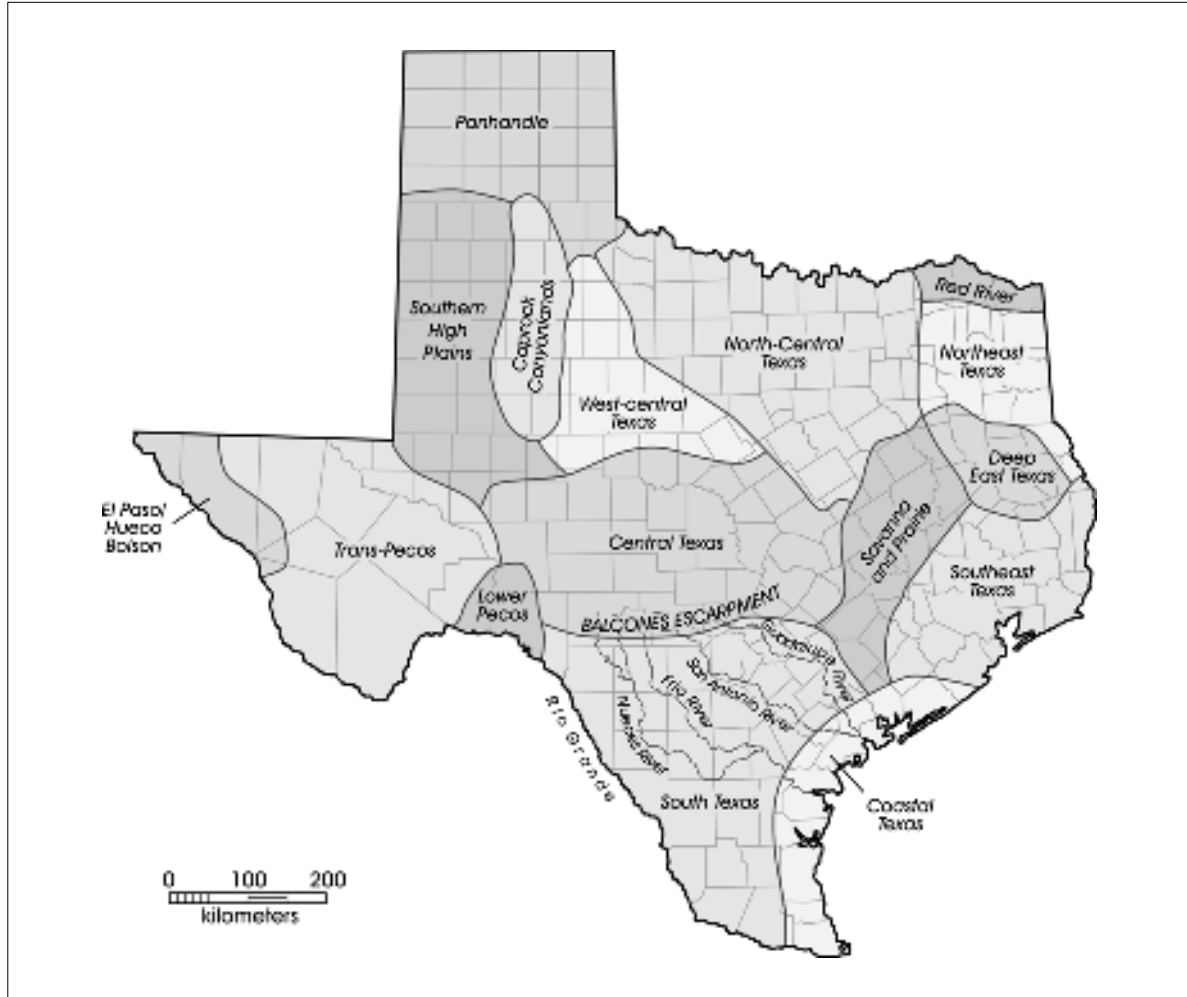 Panhandle
Red River
Southern
High
Plains
Caprock
Canyonlands
North-Central
Texas
Northeast
Texas
West-central
Texas
Deep
East Texas
El Paso/
Hueco
Bolson
Trans-Pecos
Central Texas
Savanna
and Prairie
Southeast
Texas
Lower
Pecos
BALCONES ESCARPMENT
Guadalupe River
San Antonio River
Frio River
Nueces River
Rio Grande
South Texas
Coastal
Texas
0 100 200
kilometers